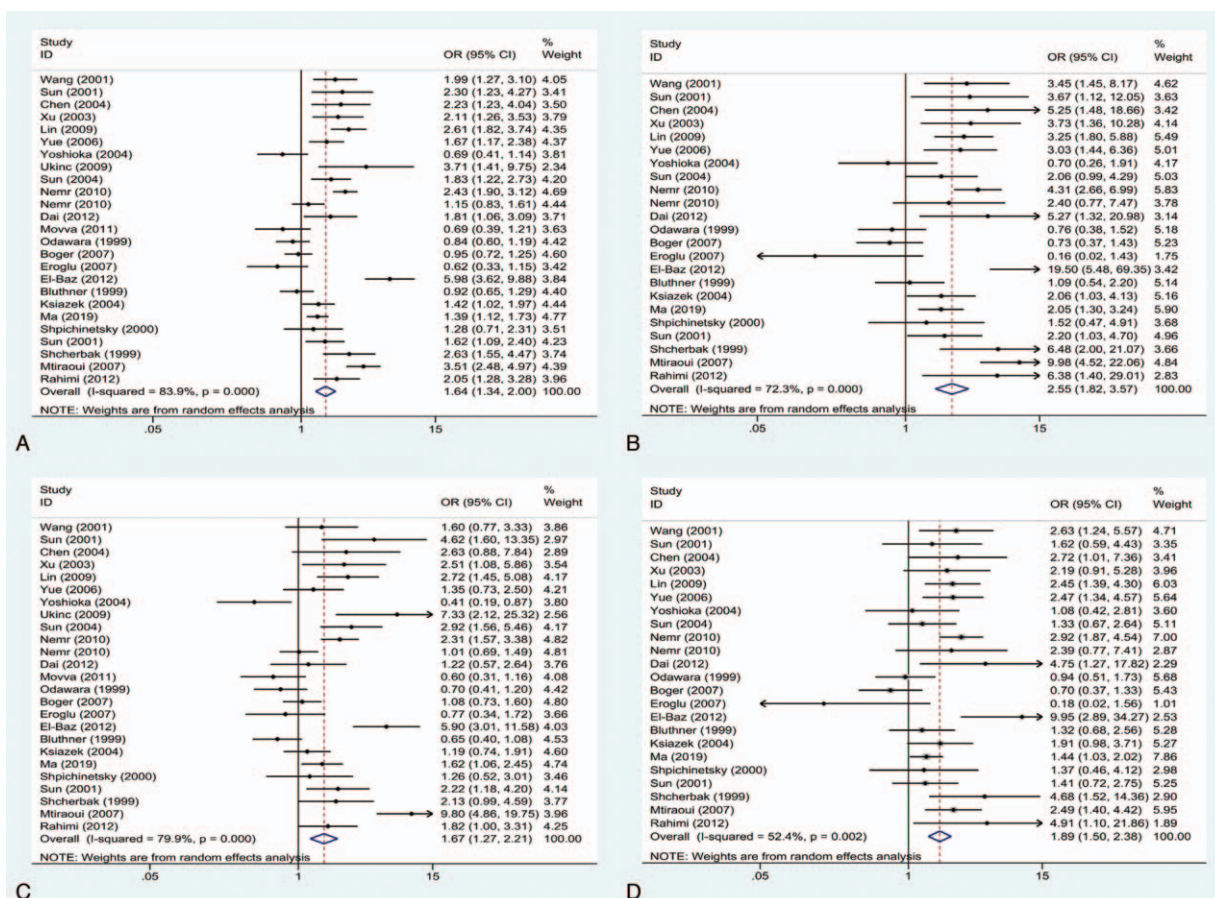 Study %
ID OR (95% CI) Weight
Wang (2001) 1.99 (1.27, 3.10) 4.05
Sun (2001) 2.30 (1.23, 4.27) 3.41
Chen (2004) 2.23 (1.23, 4.04) 3.50
Xu (2003) 2.11 (1.26, 3.53) 3.79
Lin (2009) 2.61 (1.82, 3.74) 4.35
Yue (2006) 1.67 (1.17, 2.38) 4.37
Yoshioka (2004) 0.69 (0.41, 1.14) 3.81
Ukinc (2009) 3.71 (1.41, 9.75) 2.34
Sun (2004) 1.83 (1.22, 2.73) 4.20
Nemr (2010) 2.43 (1.90, 3.12) 4.69
Nemr (2010) 1.15 (0.83, 1.61) 4.44
Dai (2012) 1.81 (1.06, 3.09) 3.71
Movva (2011) 0.69 (0.39, 1.21) 3.63
Odawara (1999) 0.84 (0.60, 1.19) 4.42
Boger (2007) 0.95 (0.72, 1.25) 4.60
Eroglu (2007) 0.62 (0.33, 1.15) 3.42
El-Baz (2012) 5.98 (3.62, 9.88) 3.84
Bluthner (1999) 0.92 (0.65, 1.29) 4.40
Ksiazek (2004) 1.42 (1.02, 1.97) 4.44
Ma (2019) 1.39 (1.12, 1.73) 4.77
Shpichinetsky (2000) 1.28 (0.71, 2.31) 3.51
Sun (2001) 1.62 (1.09, 2.40) 4.23
Shcherbak (1999) 2.63 (1.55, 4.47) 3.74
Mtiraoui (2007) 3.51 (2.48, 4.97) 4.39
Rahimi (2012) 2.05 (1.28, 3.28) 3.96
Overall (I-squared = 83.9%, p = 0.000) 1.64 (1.34, 2.00) 100.00
NOTE: Weights are from random effects analysis
.05 1 15
A
Study %
ID OR (95% CI) Weight
Wang (2001) 3.45 (1.45, 8.17) 4.62
Sun (2001) 3.67 (1.12, 12.05) 3.63
Chen (2004) 5.25 (1.48, 18.66) 3.42
Xu (2003) 3.73 (1.36, 10.28) 4.14
Lin (2009) 3.25 (1.80, 5.88) 5.49
Yue (2006) 3.03 (1.44, 6.36) 5.01
Yoshioka (2004) 0.70 (0.26, 1.91) 4.17
Sun (2004) 2.06 (0.99, 4.29) 5.03
Nemr (2010) 4.31 (2.66, 6.99) 5.83
Nemr (2010) 2.40 (0.77, 7.47) 3.78
Dai (2012) 5.27 (1.32, 20.98) 3.14
Odawara (1999) 0.76 (0.38, 1.52) 5.18
Boger (2007) 0.73 (0.37, 1.43) 5.23
Eroglu (2007) 0.16 (0.02, 1.43) 1.75
El-Baz (2012) 19.50 (5.48, 69.35) 3.42
Bluthner (1999) 1.09 (0.54, 2.20) 5.14
Ksiazek (2004) 2.06 (1.03, 4.13) 5.16
Ma (2019) 2.05 (1.30, 3.24) 5.90
Shpichinetsky (2000) 1.52 (0.47, 4.91) 3.68
Sun (2001) 2.20 (1.03, 4.70) 5.03
Shcherbak (1999) 6.48 (2.00, 21.07) 3.66
Mtiraoui (2007) 9.98 (4.52, 22.06) 4.84
Rahimi (2012) 6.38 (1.40, 29.01) 2.83
Overall (I-squared = 72.3%, p = 0.000) 2.55 (1.82, 3.57) 100.00
NOTE: Weights are from random effects analysis
.05 1 15
B
Study %
ID OR (95% CI) Weight
Wang (2001) 1.60 (0.77, 3.33) 3.86
Sun (2001) 4.62 (1.60, 13.35) 2.97
Chen (2004) 2.63 (0.88, 7.84) 2.89
Xu (2003) 2.51 (1.08, 5.86) 3.54
Lin (2009) 2.72 (1.45, 5.08) 4.17
Yue (2006) 1.35 (0.73, 2.50) 4.21
Yoshioka (2004) 0.41 (0.19, 0.87) 3.80
Ukinc (2009) 7.33 (2.12, 25.32) 2.56
Sun (2004) 2.92 (1.56, 5.46) 4.17
Nemr (2010) 2.31 (1.57, 3.38) 4.82
Nemr (2010) 1.01 (0.69, 1.49) 4.81
Dai (2012) 1.22 (0.57, 2.64) 3.76
Movva (2011) 0.60 (0.31, 1.16) 4.08
Odawara (1999) 0.70 (0.41, 1.20) 4.42
Boger (2007) 1.08 (0.73, 1.60) 4.80
Eroglu (2007) 0.77 (0.34, 1.72) 3.66
El-Baz (2012) 5.90 (3.01, 11.58) 4.03
Bluthner (1999) 0.65 (0.40, 1.08) 4.53
Ksiazek (2004) 1.19 (0.74, 1.91) 4.60
Ma (2019) 1.62 (1.06, 2.45) 4.74
Shpichinetsky (2000) 1.26 (0.52, 3.01) 3.46
Sun (2001) 2.22 (1.18, 4.20) 4.14
Shcherbak (1999) 2.13 (0.99, 4.59) 3.77
Mtiraoui (2007) 9.80 (4.86, 19.75) 3.96
Rahimi (2012) 1.82 (1.00, 3.31) 4.25
Overall (I-squared = 79.9%, p = 0.000) 1.67 (1.27, 2.21) 100.00
NOTE: Weights are from random effects analysis
.05 1 15
C
Study %
ID OR (95% CI) Weight
Wang (2001) 2.63 (1.24, 5.57) 4.71
Sun (2001) 1.62 (0.59, 4.43) 3.35
Chen (2004) 2.72 (1.01, 7.36) 3.41
Xu (2003) 2.19 (0.91, 5.28) 3.96
Lin (2009) 2.45 (1.39, 4.30) 6.03
Yue (2006) 2.47 (1.34, 4.57) 5.64
Yoshioka (2004) 1.08 (0.42, 2.81) 3.60
Sun (2004) 1.33 (0.67, 2.64) 5.11
Nemr (2010) 2.92 (1.87, 4.54) 7.00
Nemr (2010) 2.39 (0.77, 7.41) 2.87
Dai (2012) 4.75 (1.27, 17.82) 2.29
Odawara (1999) 0.94 (0.51, 1.73) 5.68
Boger (2007) 0.70 (0.37, 1.33) 5.43
Eroglu (2007) 0.18 (0.02, 1.56) 1.01
El-Baz (2012) 9.95 (2.89, 34.27) 2.53
Bluthner (1999) 1.32 (0.68, 2.56) 5.28
Ksiazek (2004) 1.91 (0.98, 3.71) 5.27
Ma (2019) 1.44 (1.03, 2.02) 7.86
Shpichinetsky (2000) 1.37 (0.46, 4.12) 2.98
Sun (2001) 1.41 (0.72, 2.75) 5.25
Shcherbak (1999) 4.68 (1.52, 14.36) 2.90
Mtiraoui (2007) 2.49 (1.40, 4.42) 5.95
Rahimi (2012) 4.91 (1.10, 21.86) 1.89
Overall (I-squared = 52.4%, p = 0.002) 1.89 (1.50, 2.38) 100.00
NOTE: Weights are from random effects analysis
.05 1 15
D